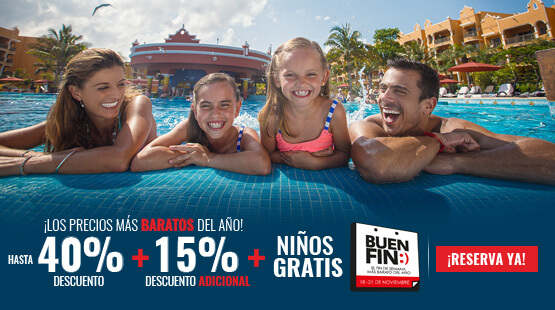 ¡LOS PRECIOS MÁS BARATOS DEL AÑO!
HASTA 40% + 15% + NIÑOS GRATIS
DESCUENTO DESCUENTO ADICIONAL
BUEN
FIN:)
EL FIN DE SEMANA
MÁS BARATO DEL AÑO
18-21 DE NOVIEMBRE
¡RESERVA YA!